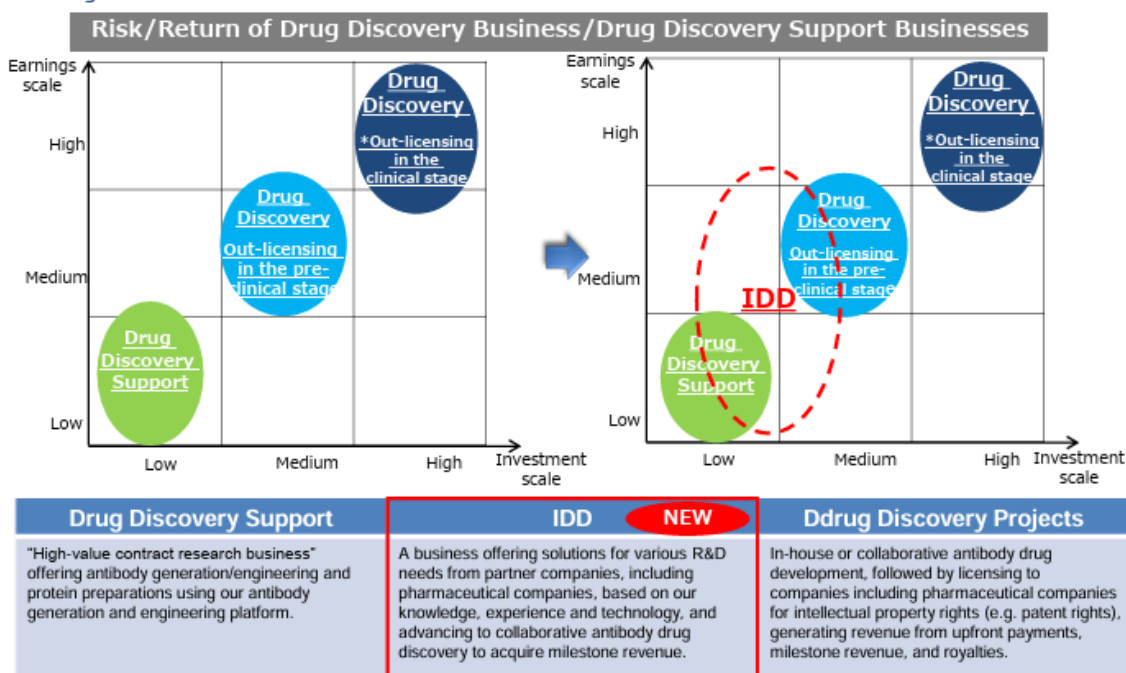 Risk/Return of Drug Discovery Business/Drug Discovery Support Businesses
Earnings
scale
High
Medium
Low
Drug
Discovery
*Out-licensing
in the
clinical stage
Drug
Discovery
Out-licensing
in the pre-
clinical stage
Drug
Discovery
Support
Low
Medium
High
Investment
scale
Earnings
scale
High
Medium
Low
Drug
Discovery
*Out-licensing
in the
clinical stage
Drug
Discovery
Out-licensing
in the pre-
clinical stage
IDD
Drug
Discovery
Support
Low
Medium
High
Investment
scale
Drug Discovery Support
"High-value contract research business"
offering antibody generation/engineering and
protein preparations using our antibody
generation and engineering platform.
IDD
NEW
A business offering solutions for various R&D
needs from partner companies, including
pharmaceutical companies, based on our
knowledge, experience and technology, and
advancing to collaborative antibody drug
discovery to acquire milestone revenue.
Ddrug Discovery Projects
In-house or collaborative antibody drug
development, followed by licensing to
companies including pharmaceutical companies
for intellectual property rights (e.g. patent rights),
generating revenue from upfront payments,
milestone revenue, and royalties.